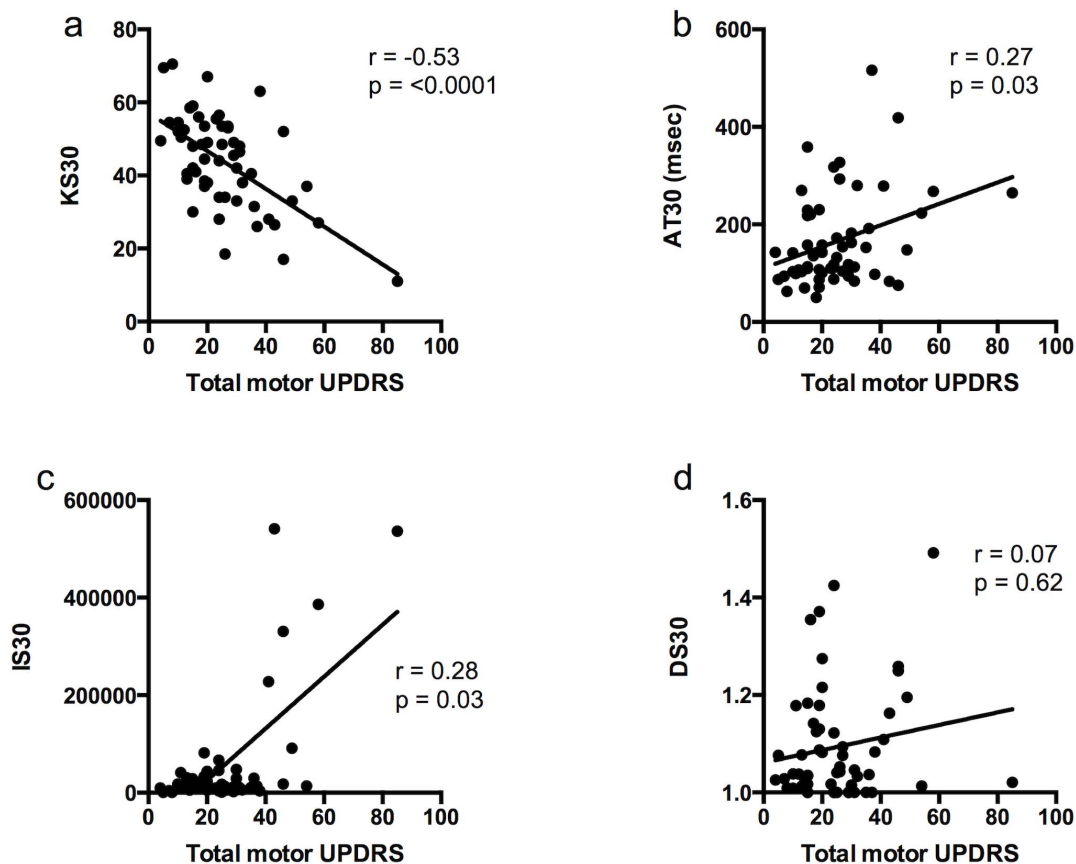 a
80
60
40
20
0
KS30
r = -0.53
p = <0.0001
0 20 40 60 80 100
Total motor UPDRS
b
600
400
200
0
AT30 (msec)
r = 0.27
p = 0.03
0 20 40 60 80 100
Total motor UPDRS
c
600000
400000
200000
0
IS30
r = 0.28
p = 0.03
0 20 40 60 80 100
Total motor UPDRS
d
1.6
1.4
1.2
1.0
DS30
r = 0.07
p = 0.62
0 20 40 60 80 100
Total motor UPDRS